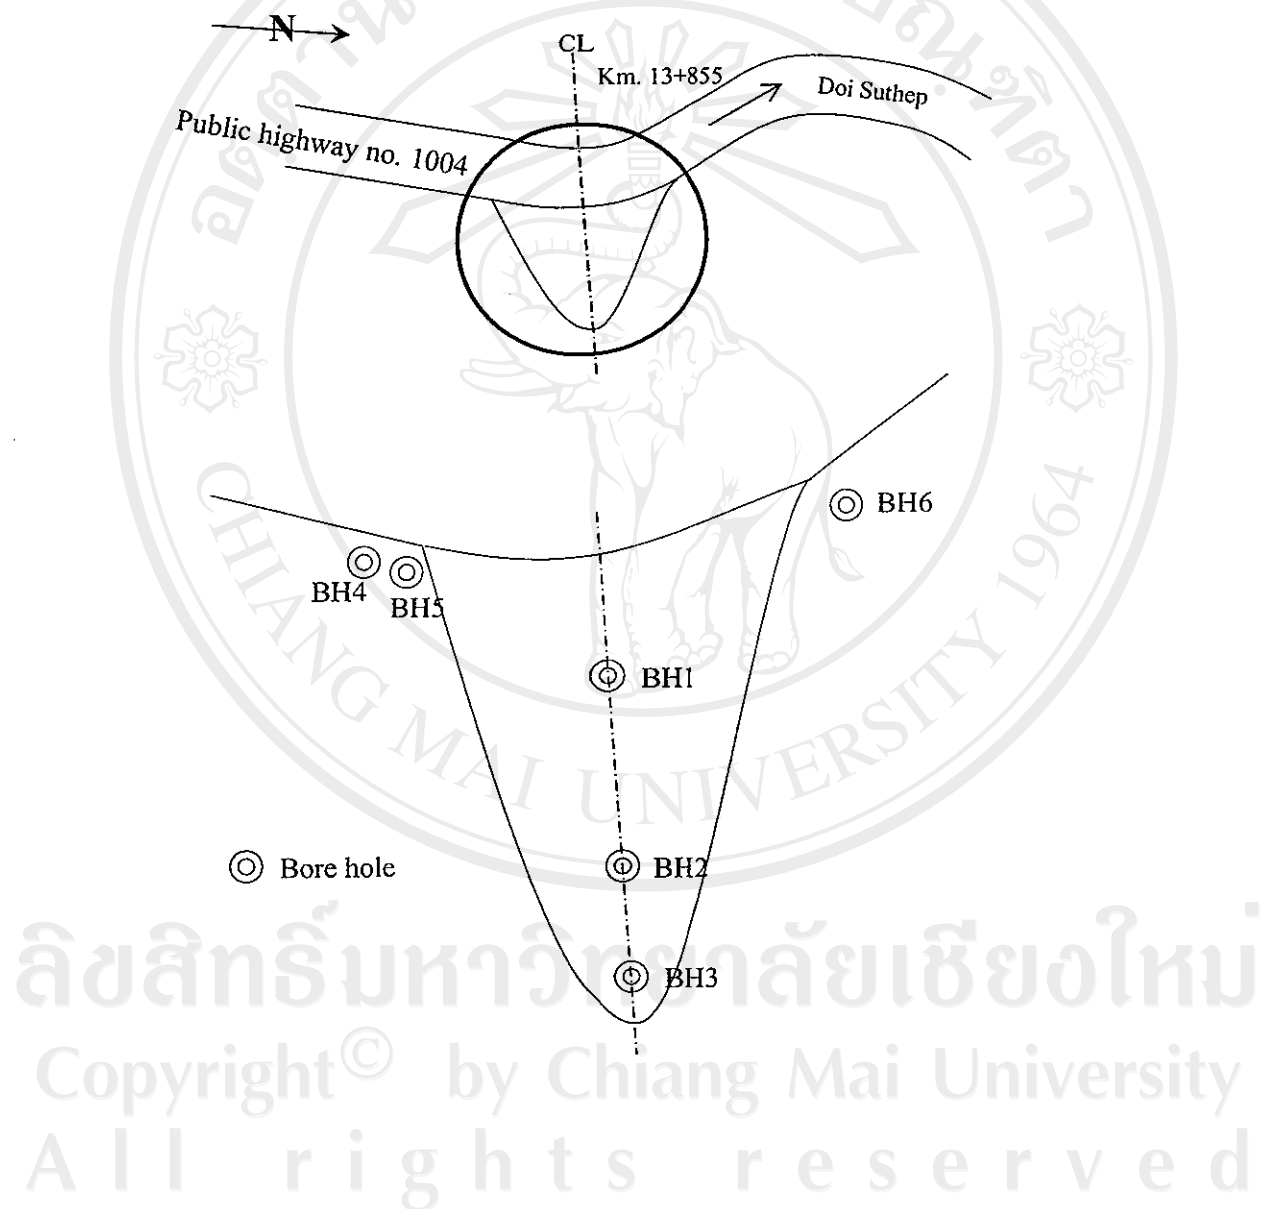 N
CL
Km. 13+855
Doi Suthep
Public highway no. 1004
BH6
BH4
BH5
BH1
CHIANG MAI UNIVERSITY 1964
BH2
Bore hole
ลิขสิทธิ์มหาวิทยาลัยเชียงใหม่
BH3
Copyright© by Chiang Mai University
All rights reserved